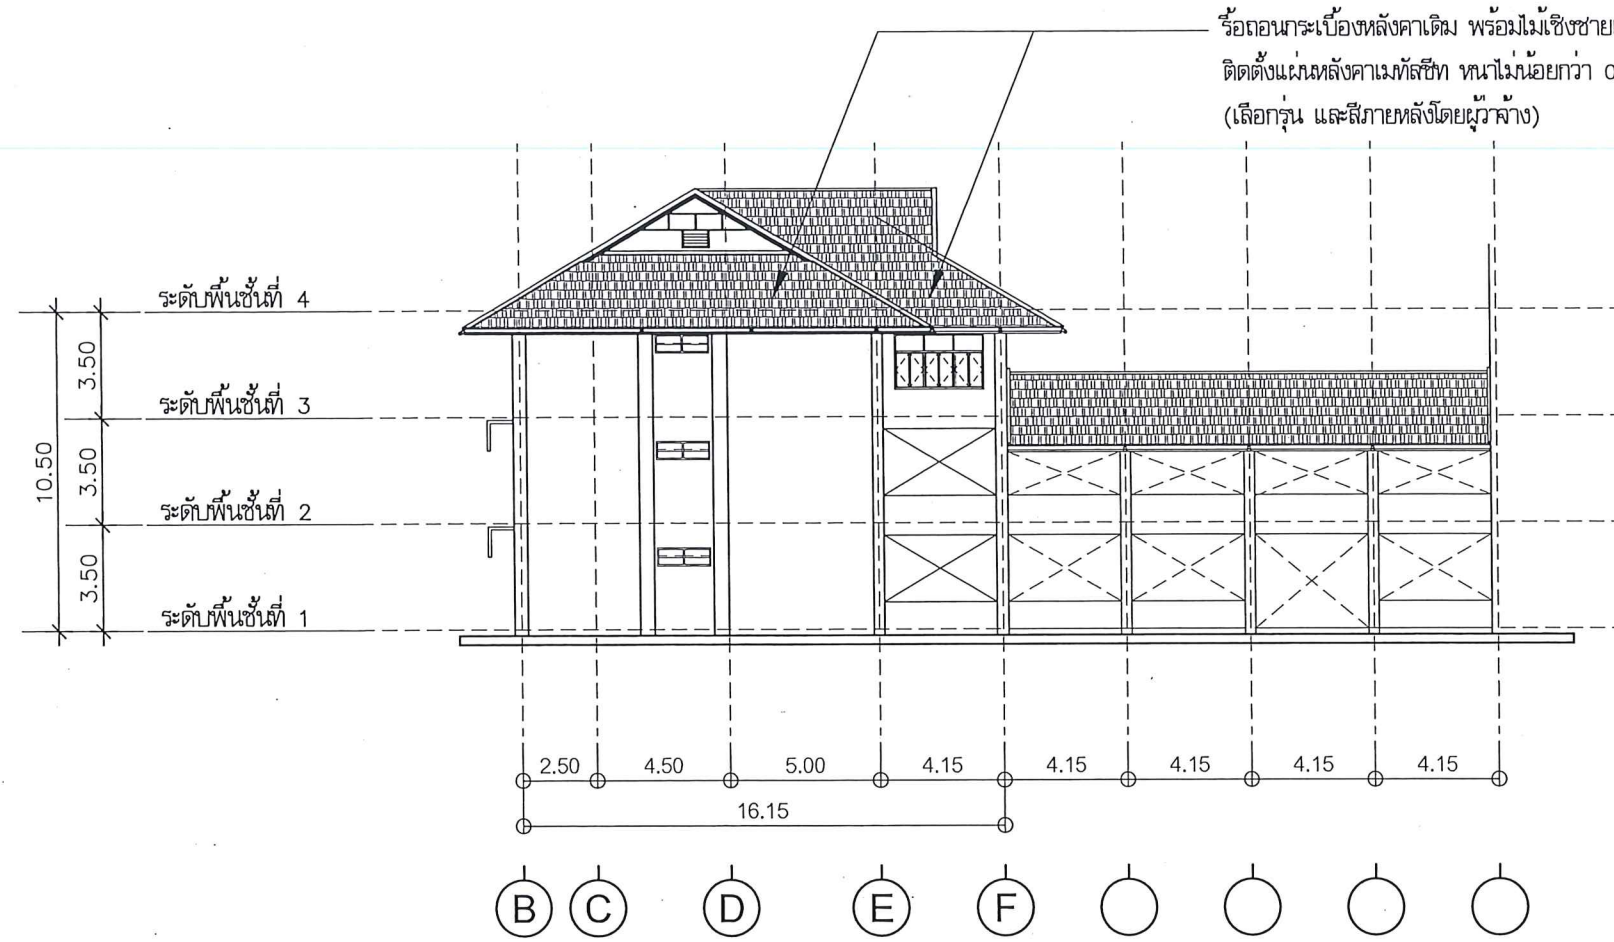 รื้อถอนกระเบื้องหลังคาเดิม พร้อมไม้เชิงชาย
ติดตั้งแผ่นหลังคาเมทัลชีท หนาไม่น้อยกว่า 0
(เลือกรุ่น และสีภายหลังโดยผู้ว่าจ้าง)
ระดับพื้นชั้นที่ 4
3.50
ระดับพื้นชั้นที่ 3
10.50
3.50
ระดับพื้นชั้นที่ 2
3.50
ระดับพื้นชั้นที่ 1
2.50 4.50 5.00 4.15 4.15 4.15 4.15 4.15
16.15
B C D E F